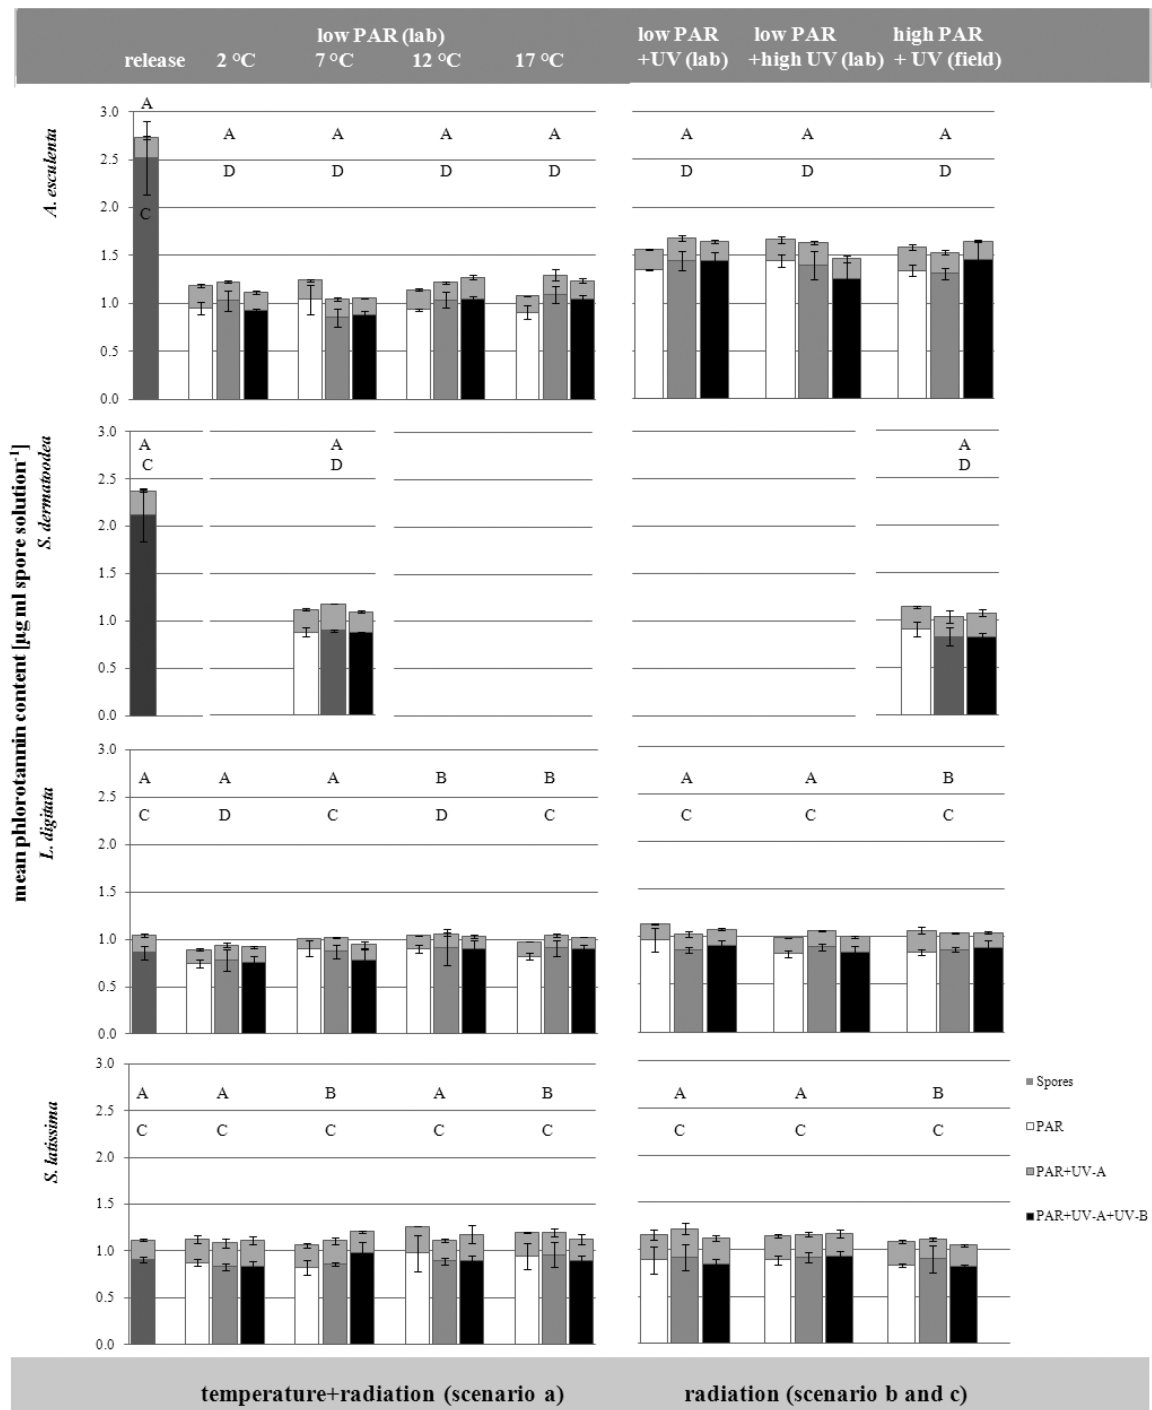 low PAR (lab)
low PAR
low PAR
high PAR
release
2 °C
7 °C
12 °C
17 °C
+UV (lab)
+high UV (lab)
+ UV (field)
mean phlorotannin content [µg ml spore solution-1]
A. esculenta
3.0
2.5
2.0
1.5
1.0
0.5
0.0
A
A
A
A
A
A
A
A
C
D
D
D
D
D
D
D
S. dermatodea
3.0
2.5
2.0
1.5
1.0
0.5
0.0
A
A
A
C
D
D
L. digitata
3.0
2.5
2.0
1.5
1.0
0.5
0.0
A
A
A
B
B
A
A
B
C
D
C
D
C
C
C
C
S. latissima
3.0
2.5
2.0
1.5
1.0
0.5
0.0
A
A
B
A
B
A
A
B
C
C
C
C
C
C
C
C
Spores
PAR
PAR+UV-A
PAR+UV-A+UV-B
temperature+radiation (scenario a)
radiation (scenario b and c)